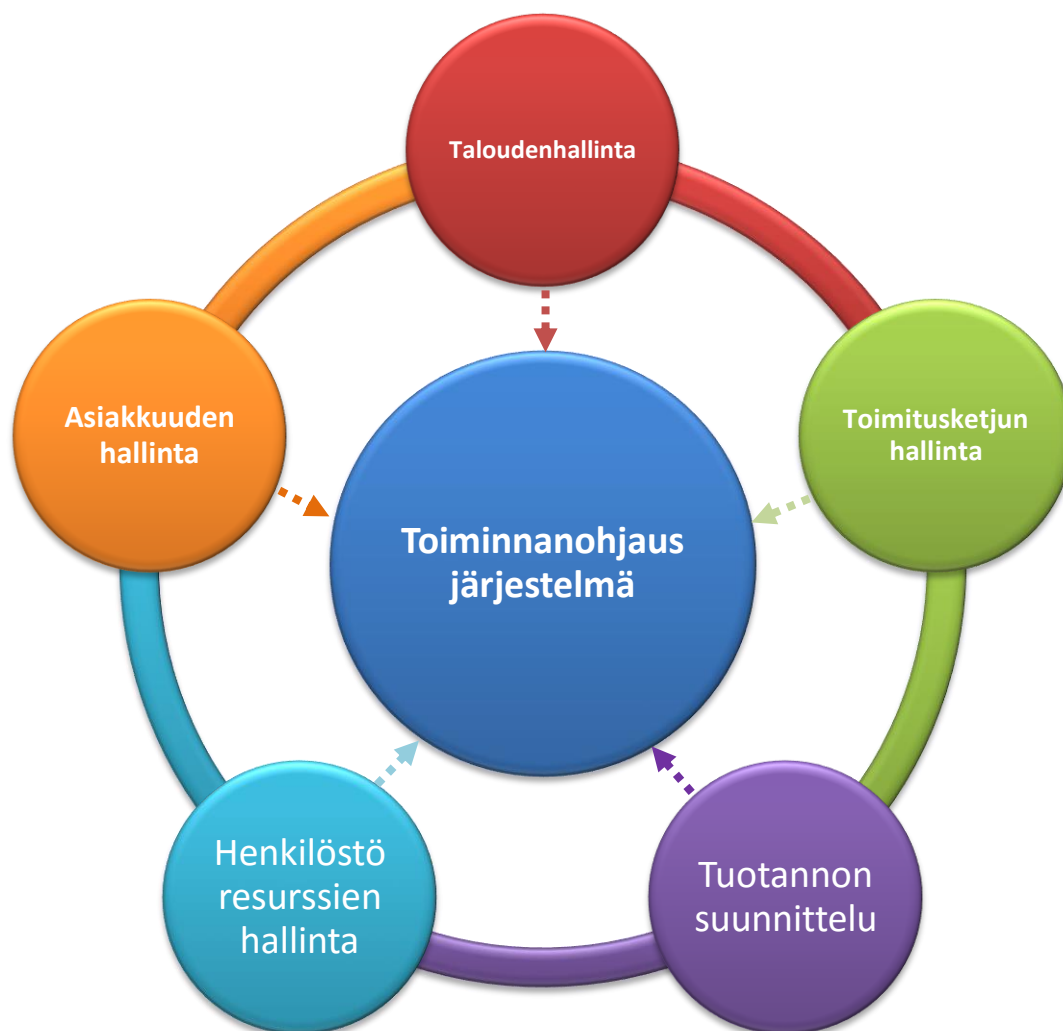 Taloudenhallinta
Asiakkuuden
hallinta
Toimitusketjun
hallinta
Toiminnanohjaus
järjestelmä
Henkilöstö
resurssien
hallinta
Tuotannon
suunnittelu